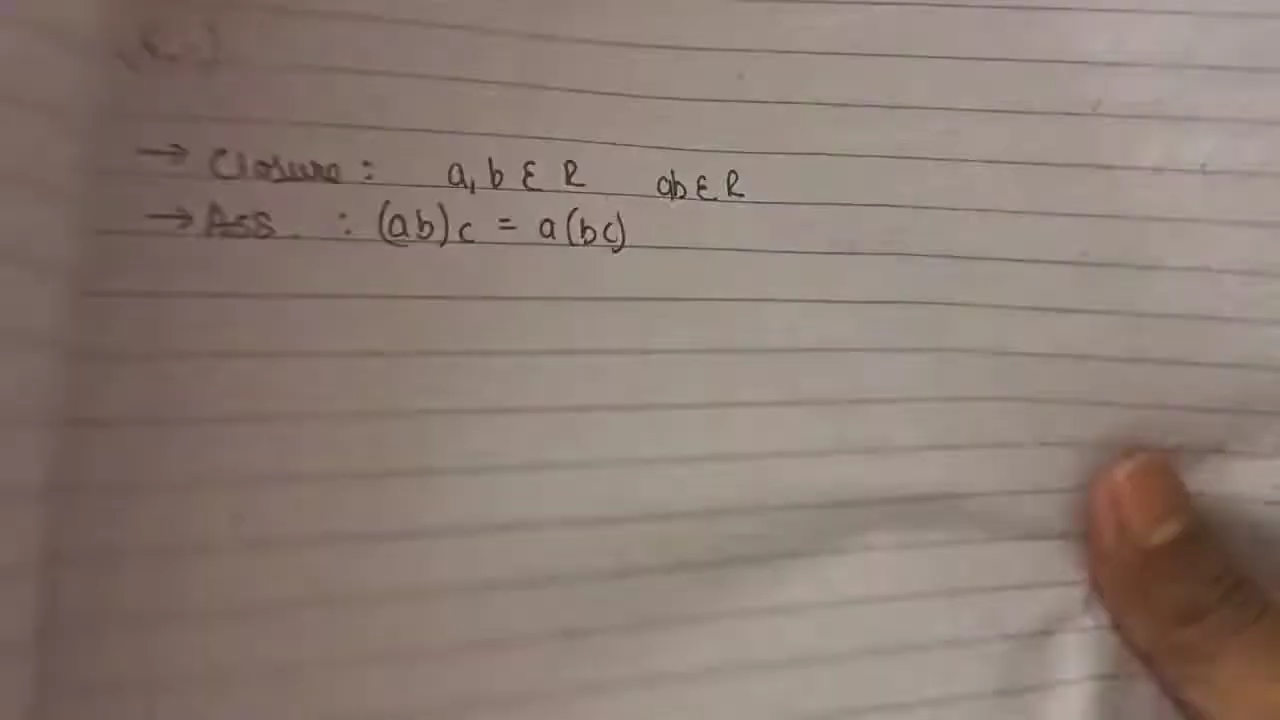 → Closure : a, b ∈ R ab ∈ R
→ Ass : (ab)c = a(bc)